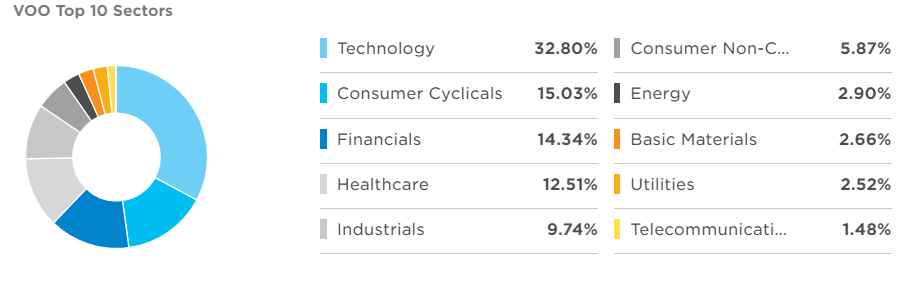 VOO Top 10 Sectors
Technology 32.80%
Consumer Cyclicals 15.03%
Financials 14.34%
Healthcare 12.51%
Industrials 9.74%
Consumer Non-C... 5.87%
Energy 2.90%
Basic Materials 2.66%
Utilities 2.52%
Telecommunicati... 1.48%